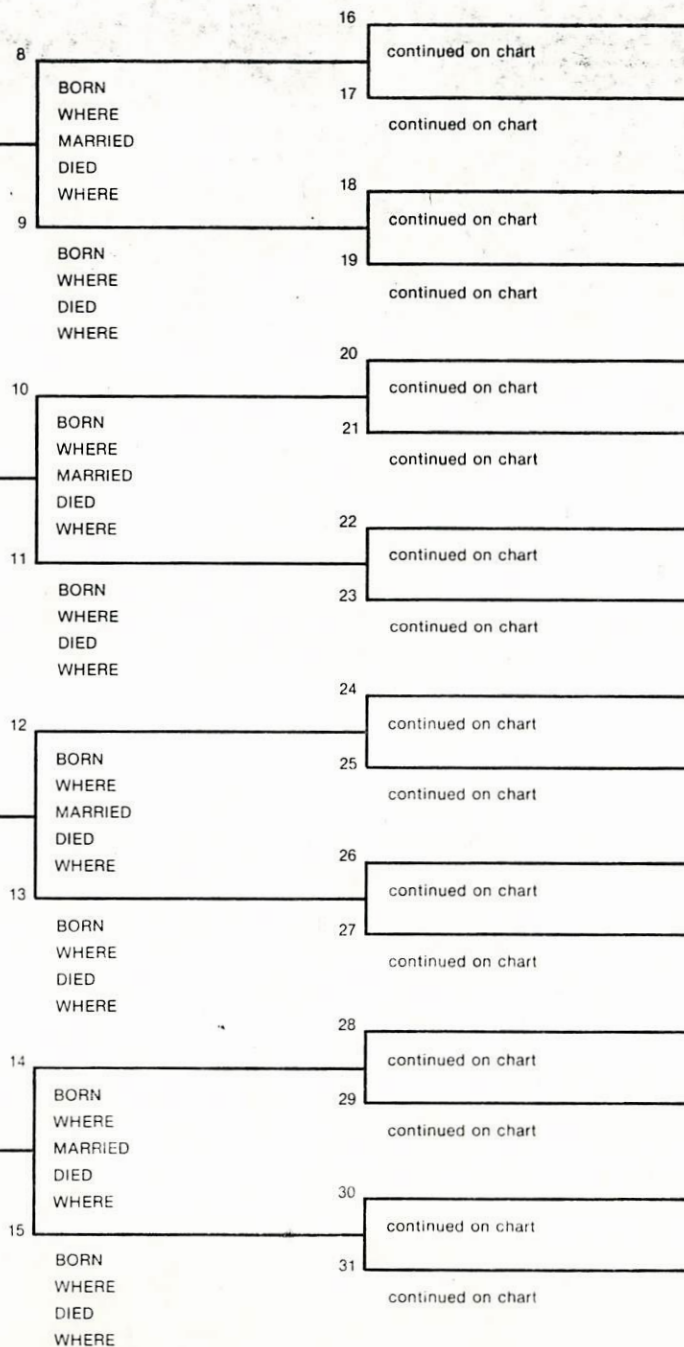 16
continued on chart
8
BORN
17
WHERE
continued on chart
MARRIED
DIED
18
WHERE
continued on chart
9
BORN
19
WHERE
continued on chart
DIED
WHERE
20
continued on chart
10
BORN
21
WHERE
continued on chart
MARRIED
DIED
22
WHERE
continued on chart
11
BORN
23
WHERE
continued on chart
DIED
WHERE
24
continued on chart
12
BORN
25
WHERE
continued on chart
MARRIED
DIED
26
WHERE
continued on chart
13
BORN
27
WHERE
continued on chart
DIED
WHERE
28
continued on chart
14
BORN
29
WHERE
continued on chart
MARRIED
DIED
30
WHERE
continued on chart
15
BORN
31
WHERE
continued on chart
DIED
WHERE